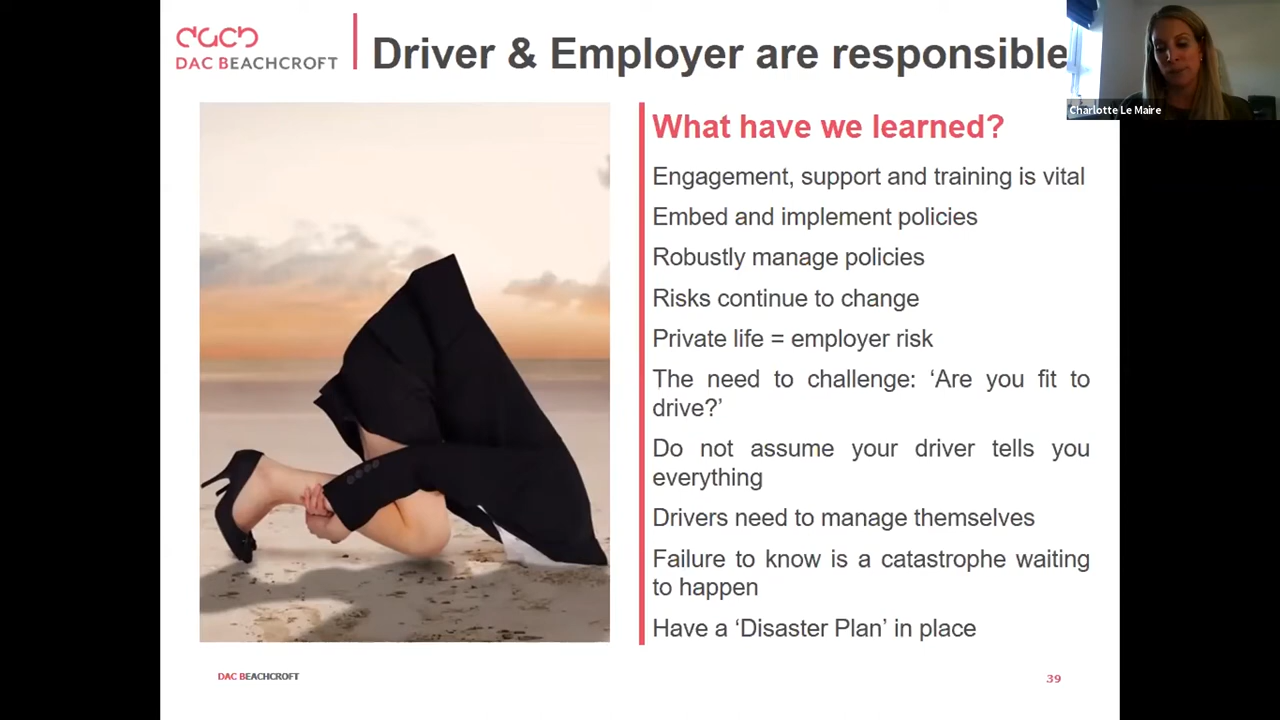 DAC BEACHCROFT
Driver & Employer are responsible
Charlotte Le Maire
What have we learned?
Engagement, support and training is vital
Embed and implement policies
Robustly manage policies
Risks continue to change
Private life = employer risk
The need to challenge: ‘Are you fit to
drive?’
Do not assume your driver tells you
everything
Drivers need to manage themselves
Failure to know is a catastrophe waiting
to happen
Have a ‘Disaster Plan’ in place
DAC BEACHCROFT
39